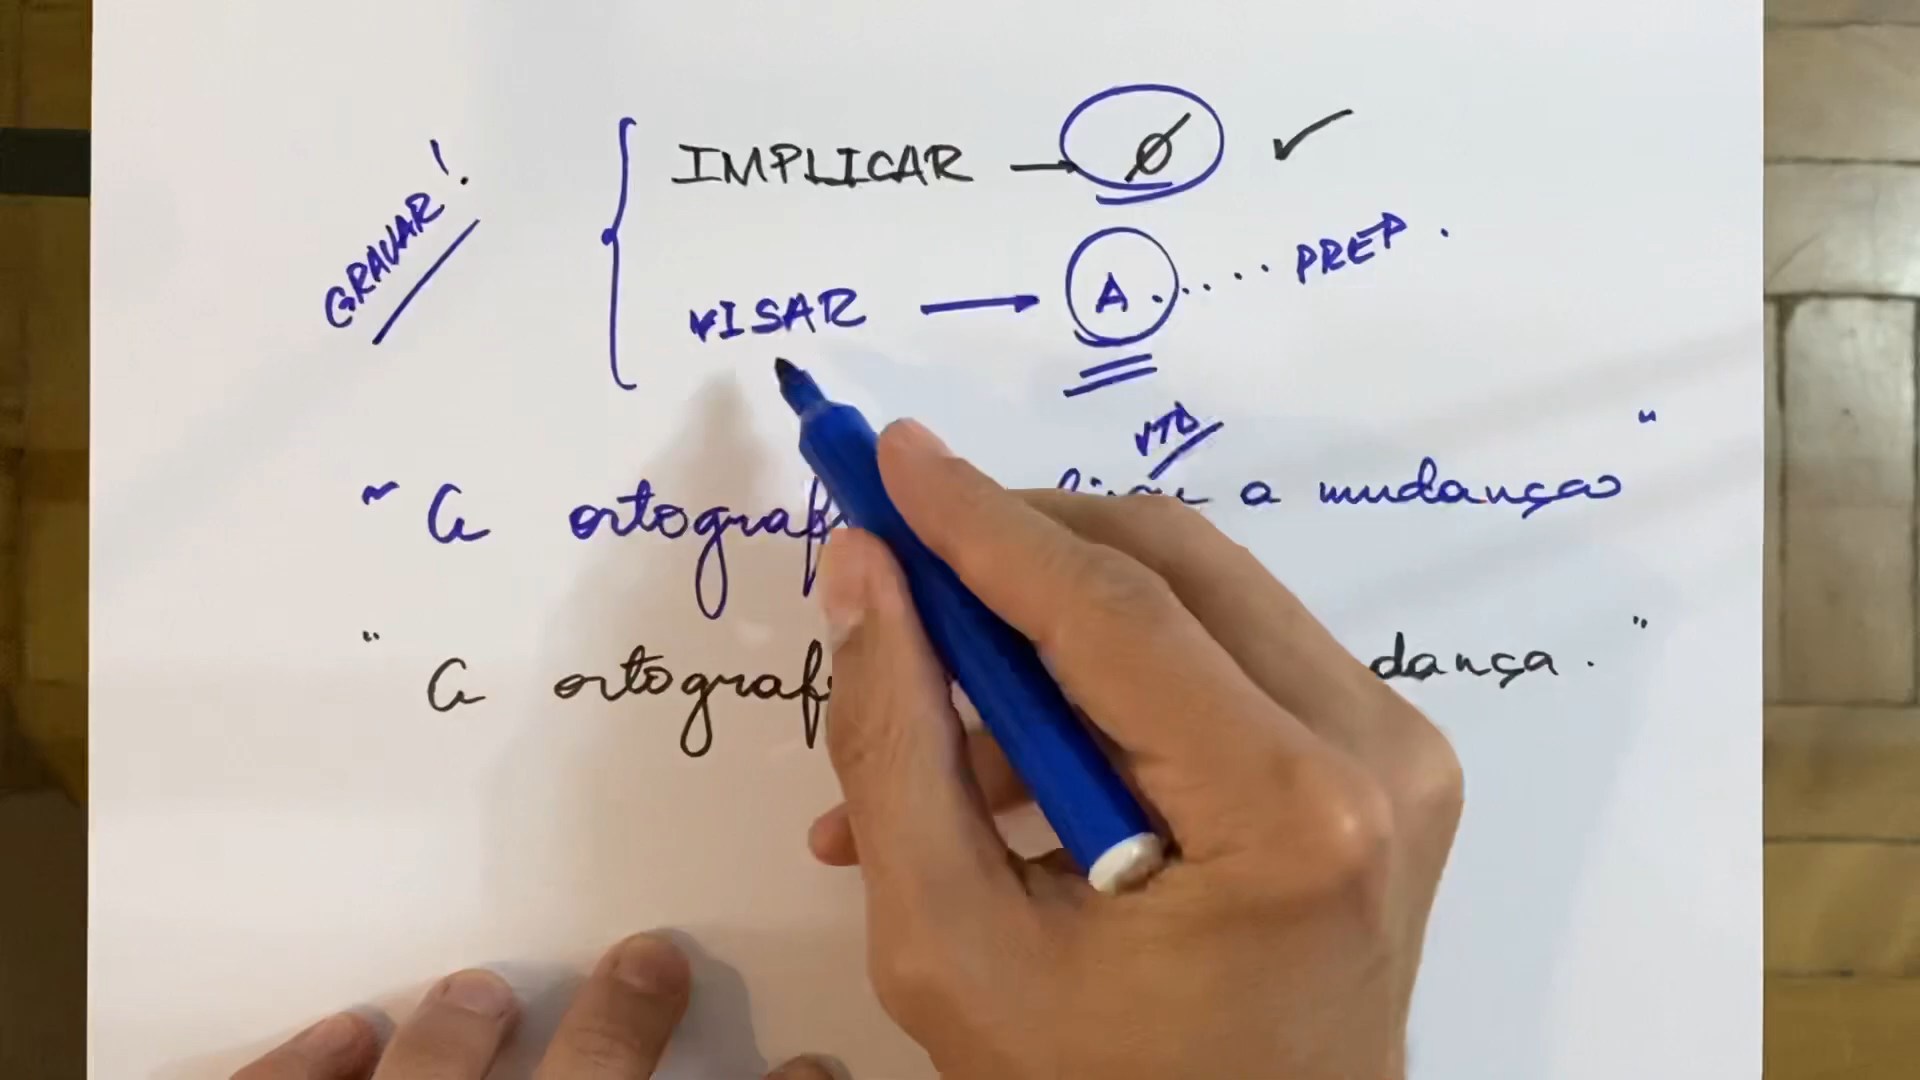 GRAVAR!
IMPLICAR → Ø ✓
VISAR → A ..... PREP.
VTD
"A ortograf a mudança"
"A ortograf dança."